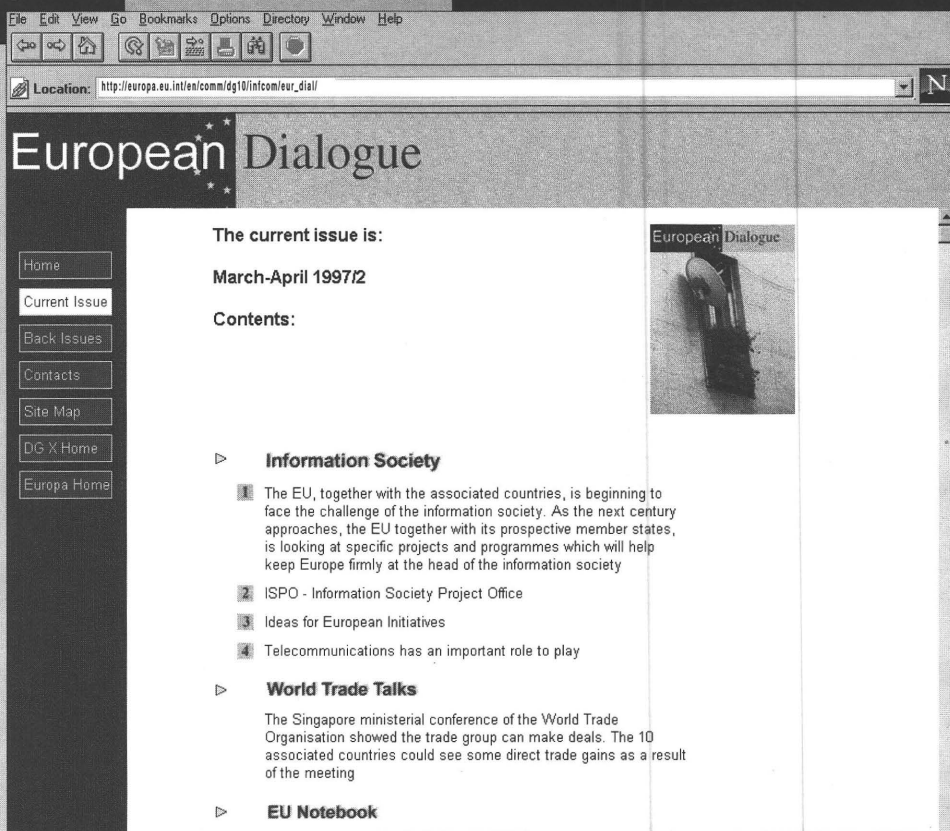 File Edit View Go Bookmarks Options Directory Window Help
Location: http://europa.eu.int/en/comm/dg10/infcom/eur_dial/
N
European Dialogue
The current issue is:
March-April 1997/2
Contents:
European Dialogue
Home
Current Issue
Back Issues
Contacts
Site Map
DG X Home
Europa Home
Information Society
1 The EU, together with the associated countries, is beginning to
face the challenge of the information society. As the next century
approaches, the EU together with its prospective member states,
is looking at specific projects and programmes which will help
keep Europe firmly at the head of the information society
2 ISPO - Information Society Project Office
3 Ideas for European Initiatives
4 Telecommunications has an important role to play
World Trade Talks
The Singapore ministerial conference of the World Trade
Organisation showed the trade group can make deals. The 10
associated countries could see some direct trade gains as a result
of the meeting
EU Notebook